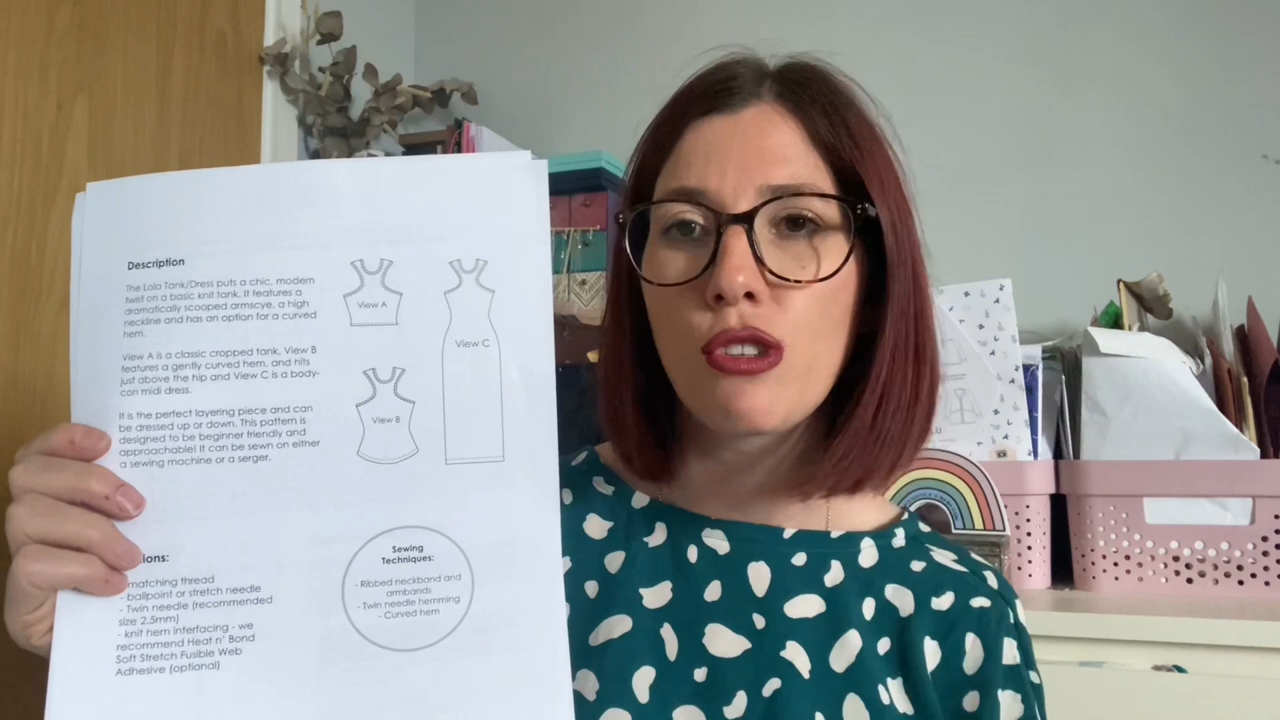 Description
The Lola Tank/Dress puts a chic, modern
twist on a basic knit tank. It features a
dramatically scooped armscye, a high
neckline and has an option for a curved
hem.
View A is a classic cropped tank, View B
features a gently curved hem, and hits
just above the hip and View C is a body-
con midi dress.
It is the perfect layering piece and can
be dressed up or down. This pattern is
designed to be beginner friendly and
approachable! It can be sewn on either
a sewing machine or a serger.
View A
View C
View B
ions:
matching thread
- ballpoint or stretch needle
- Twin needle (recommended
size 2.5mm)
- knit hem interfacing - we
recommend Heat n' Bond
Soft Stretch Fusible Web
Adhesive (optional)
Sewing
Techniques:
- Ribbed neckband and
armbands
- Twin needle hemming
- Curved hem